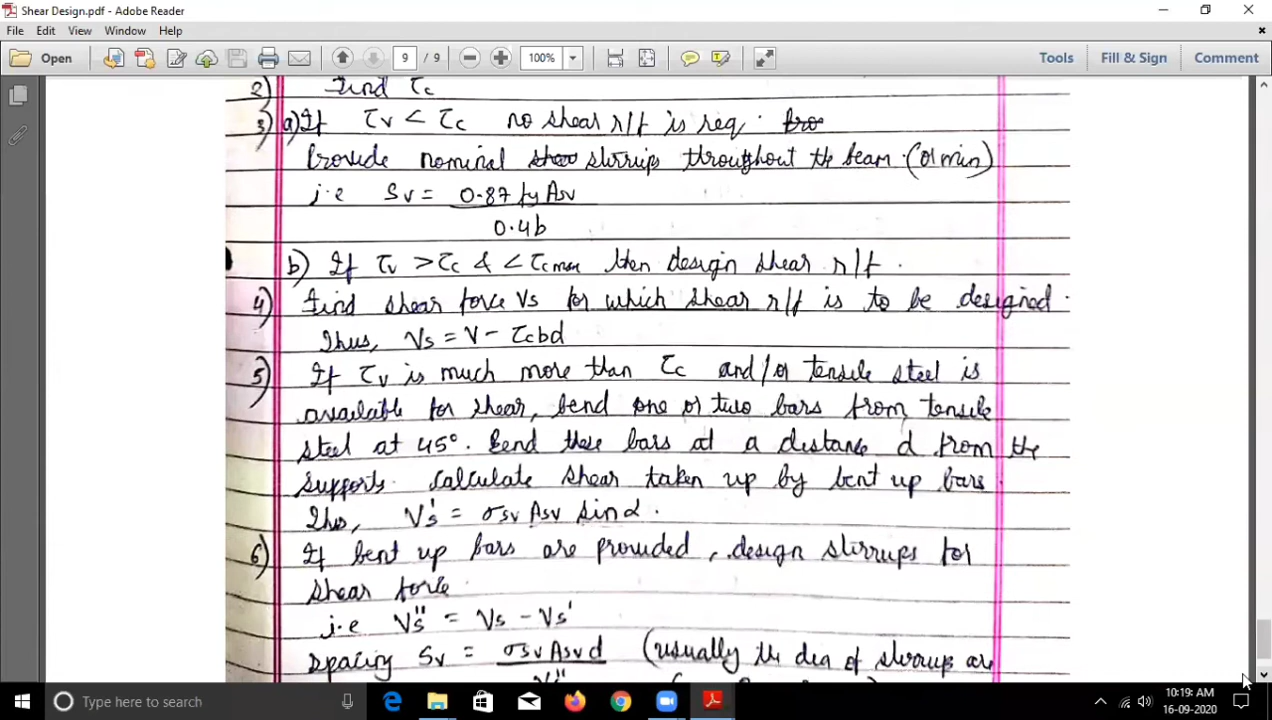 Shear Design.pdf - Adobe Reader
File Edit View Window Help
Open 9 / 9 100% Tools Fill & Sign Comment
2) Find τc
3) a) If τv < τc no shear r/f is req.
Provide nominal stirrups throughout the beam. (Ø min)
i.e Sv = 0.87 fy Asv
0.4b
b) If τv > τc & < τcmax then design shear r/f.
4) Find shear force Vs for which shear r/f is to be designed.
Thus, Vs = V - τcbd
5) If τv is much more than τc and/or tensile steel is
available for shear, bend one or two bars from tensile
steel at 45°. Bend these bars at a distance d from the
supports. Calculate shear taken up by bent up bars.
Thus, Vs' = σsv Asv sinα.
6) If bent up bars are provided, design stirrups for
shear force.
i.e Vs" = Vs - Vs'
Spacing Sv = σsv Asv d (usually the dia of stirrups are
Vs"
Type here to search
10:19: AM
16-09-2020